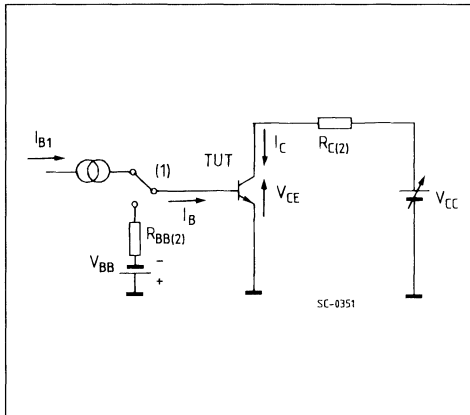 I_B1
(1)
TUT
I_C
R_C(2)
V_CE
V_CC
I_B
R_BB(2)
V_BB
-
+
SC-0351